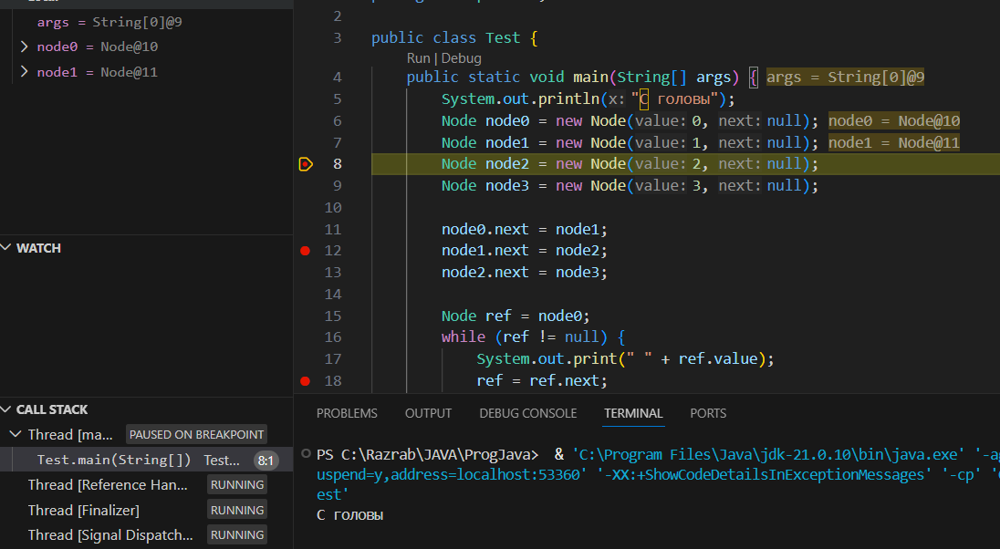 args = String[0]@9
node0 = Node@10
node1 = Node@11
WATCH
CALL STACK
Thread [ma... PAUSED ON BREAKPOINT
Test.main(String[]) Test... 8:1
Thread [Reference Han... RUNNING
Thread [Finalizer] RUNNING
Thread [Signal Dispatch... RUNNING
2
3 public class Test {
Run | Debug
4 public static void main(String[] args) { args = String[0]@9
5 System.out.println(x: "С головы");
6 Node node0 = new Node(value: 0, next: null); node0 = Node@10
7 Node node1 = new Node(value: 1, next: null); node1 = Node@11
8 Node node2 = new Node(value: 2, next: null);
9 Node node3 = new Node(value: 3, next: null);
10
11 node0.next = node1;
12 node1.next = node2;
13 node2.next = node3;
14
15 Node ref = node0;
16 while (ref != null) {
17 System.out.print(" " + ref.value);
18 ref = ref.next;
PROBLEMS OUTPUT DEBUG CONSOLE TERMINAL PORTS
PS C:\Razrab\JAVA\ProgJava> & 'C:\Program Files\Java\jdk-21.0.10\bin\java.exe' '-ag
uspend=y,address=localhost:53360' '-XX:+ShowCodeDetailsInExceptionMessages' '-cp'
est'
С головы